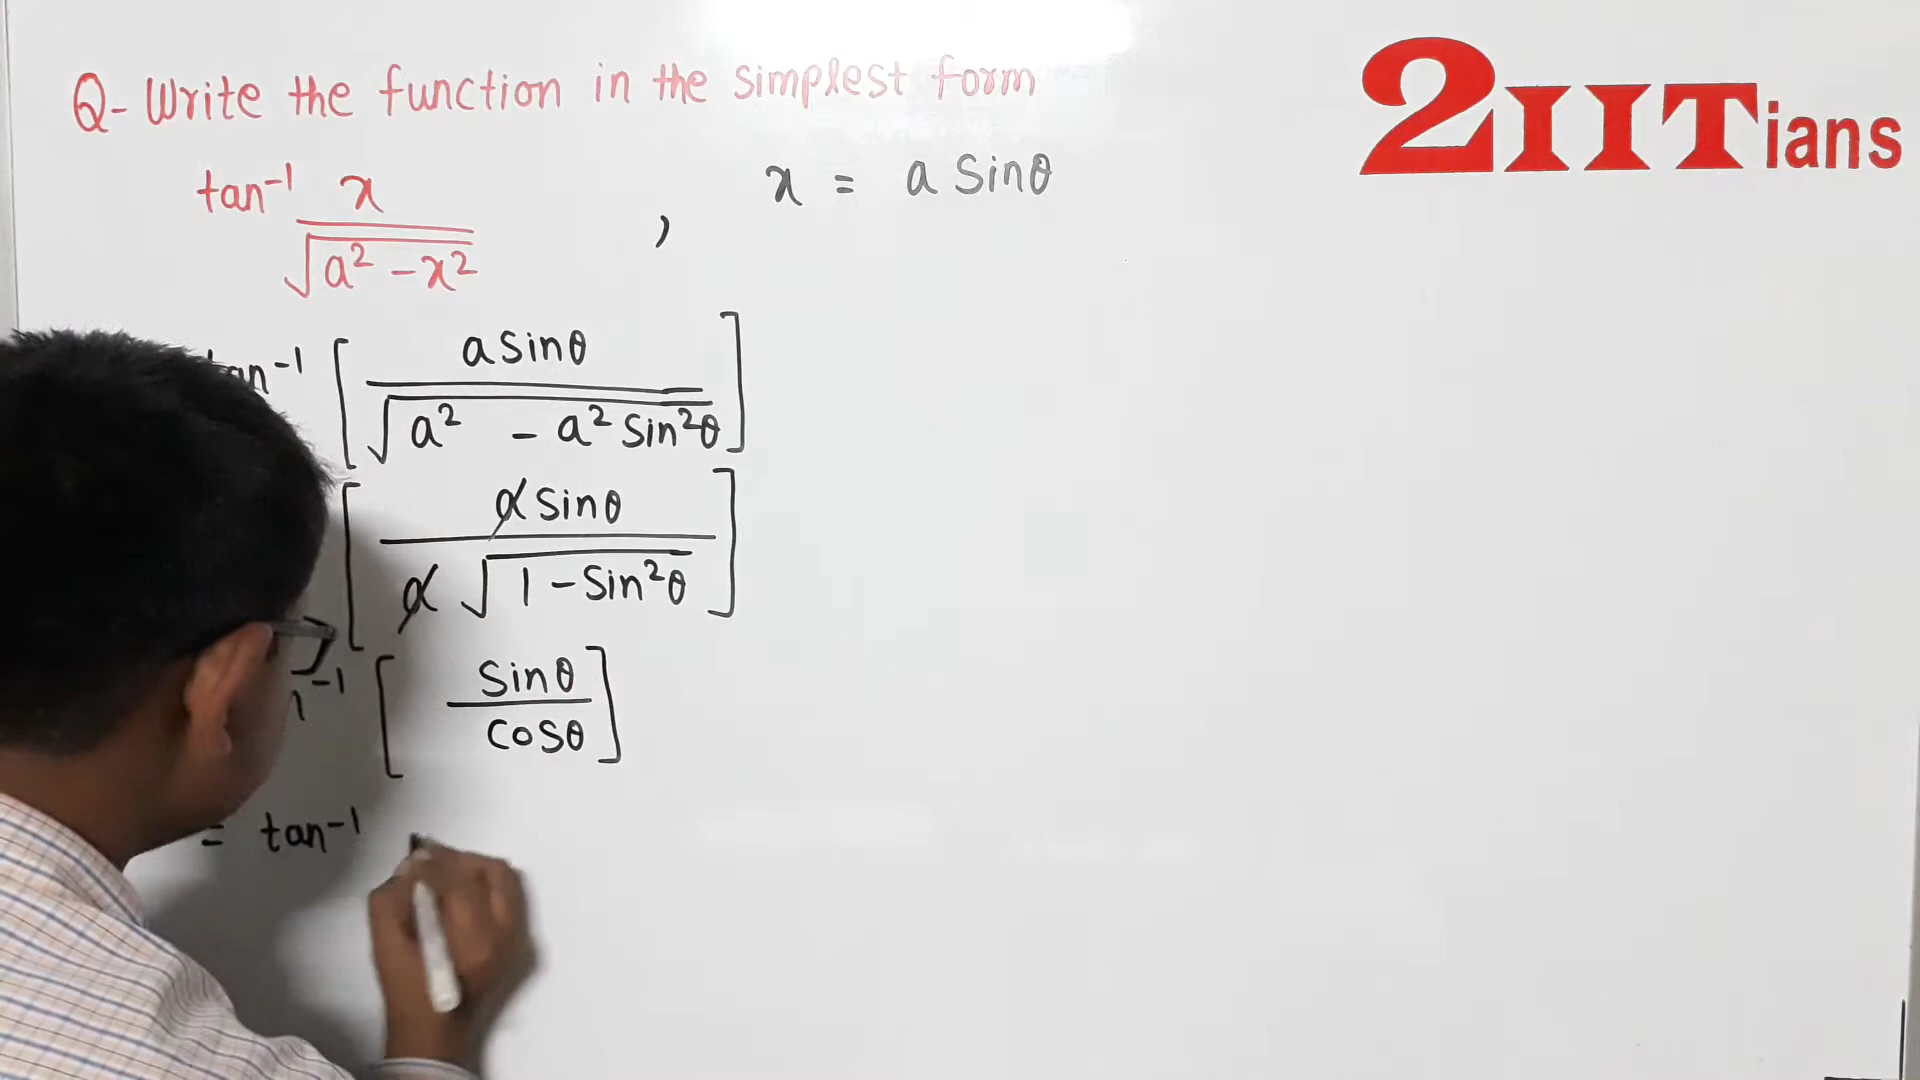 Q- Write the function in the simplest form
2IITians
tan⁻¹ x / √(a² - x²) , x = a sinθ
tan⁻¹ [ a sinθ / √(a² - a² sin²θ) ]
[ a sinθ / a √(1 - sin²θ) ]
⁻¹ [ sinθ / cosθ ]
= tan⁻¹